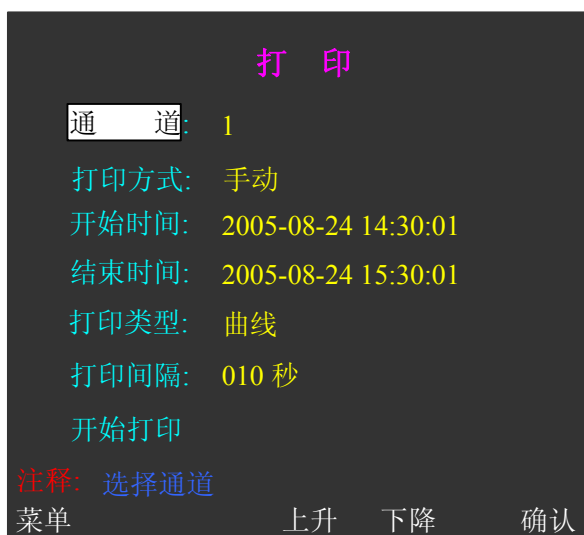 打 印
通 道: 1
打印方式: 手动
开始时间: 2005-08-24 14:30:01
结束时间: 2005-08-24 15:30:01
打印类型: 曲线
打印间隔: 010 秒
开始打印
注释: 选择通道
菜单 上升 下降 确认